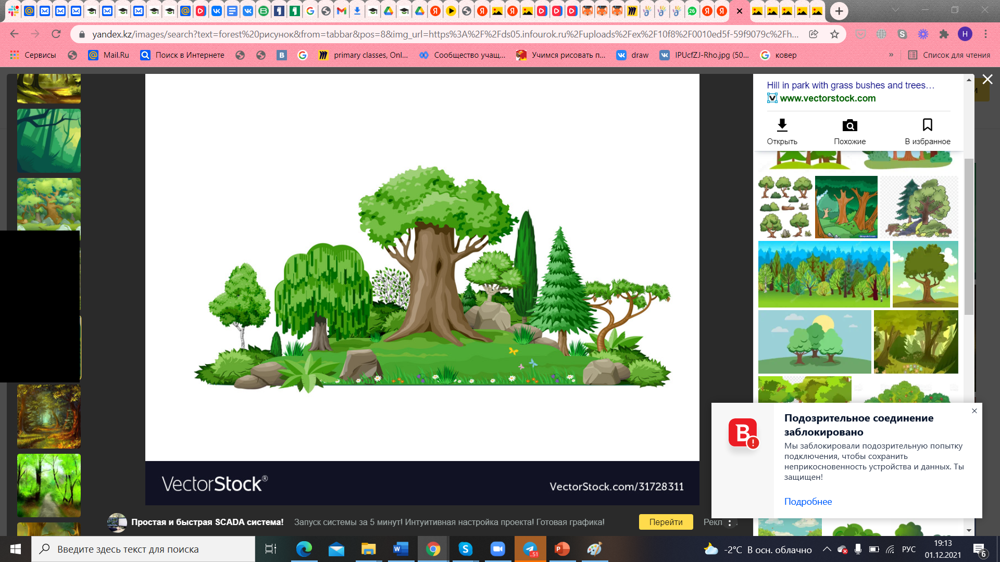 yandex.kz/images/search?text=forest%20рисунок&from=tabbar&pos=8&img_url=https%3A%2F%2Fds05.infourok.ru%2Fuploads%2Fex%2F10f8%2F0010ed5f-59f9079c%2Fh...
Сервисы
Mail.Ru
Поиск в Интернете
primary classes, Onl...
Сообщество учащ...
Учимся рисовать п...
draw
IPUcfZJ-Rho.jpg (50...
ковер
»
Список для чтения
Hill in park with grass bushes and trees...
www.vectorstock.com
Открыть
Похожие
В избранное
VectorStock®
VectorStock.com/31728311
Подозрительное соединение
заблокировано
Мы заблокировали подозрительную попытку
подключения, чтобы сохранить
неприкосновенность устройства и данных. Ты
защищен!
Подробнее
Простая и быстрая SCADA система!
Запуск системы за 5 минут! Интуитивная настройка проекта! Готовая графика!
Перейти
Рекл
Введите здесь текст для поиска
-2°C В осн. облачно
РУС
19:13
01.12.2021
6